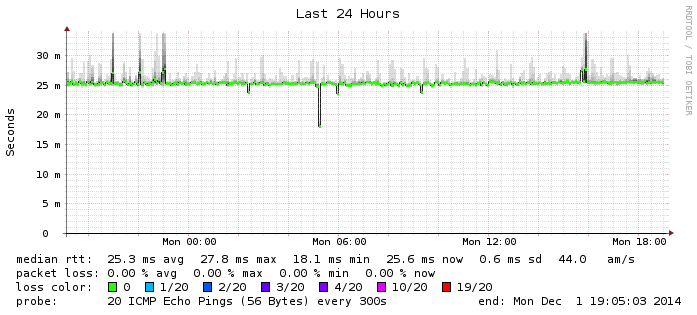 Last 24 Hours
RRDTOOL / TOBI OETIKER
Seconds
30 m
25 m
20 m
15 m
10 m
5 m
0
Mon 00:00 Mon 06:00 Mon 12:00 Mon 18:00
median rtt: 25.3 ms avg 27.8 ms max 18.1 ms min 25.6 ms now 0.6 ms sd 44.0 am/s
packet loss: 0.00 % avg 0.00 % max 0.00 % min 0.00 % now
loss color: 0 1/20 2/20 3/20 4/20 10/20 19/20
probe: 20 ICMP Echo Pings (56 Bytes) every 300s end: Mon Dec 1 19:05:03 2014